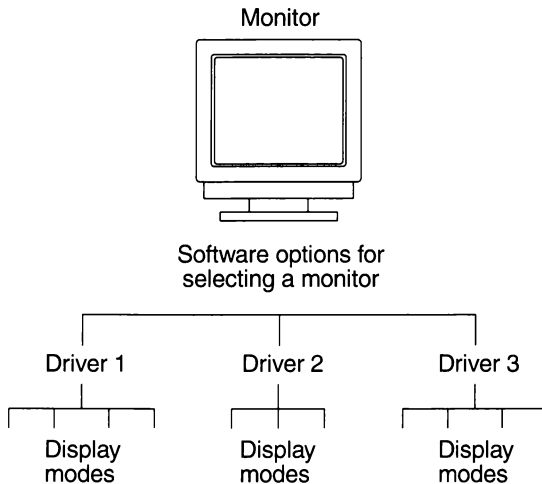 Monitor
Software options for
selecting a monitor
Driver 1
Driver 2
Driver 3
Display
modes
Display
modes
Display
modes